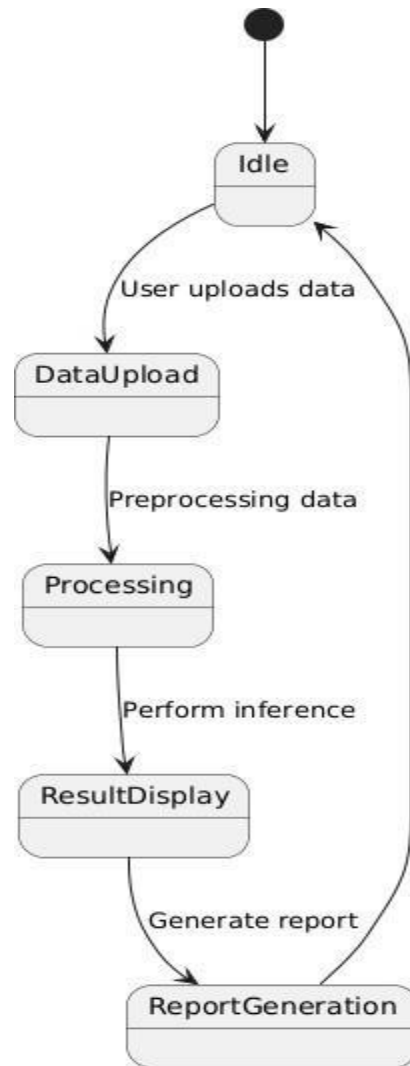 Idle
User uploads data
DataUpload
Preprocessing data
Processing
Perform inference
ResultDisplay
Generate report
ReportGeneration